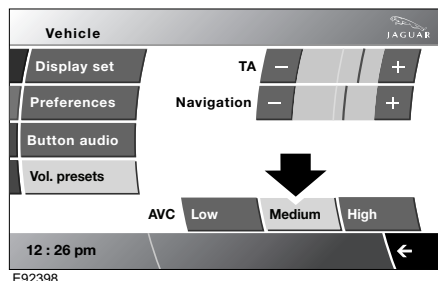 Vehicle
JAGUAR
Display set
TA - +
Preferences
Navigation - +
Button audio
Vol. presets
AVC Low Medium High
12 : 26 pm
E92398